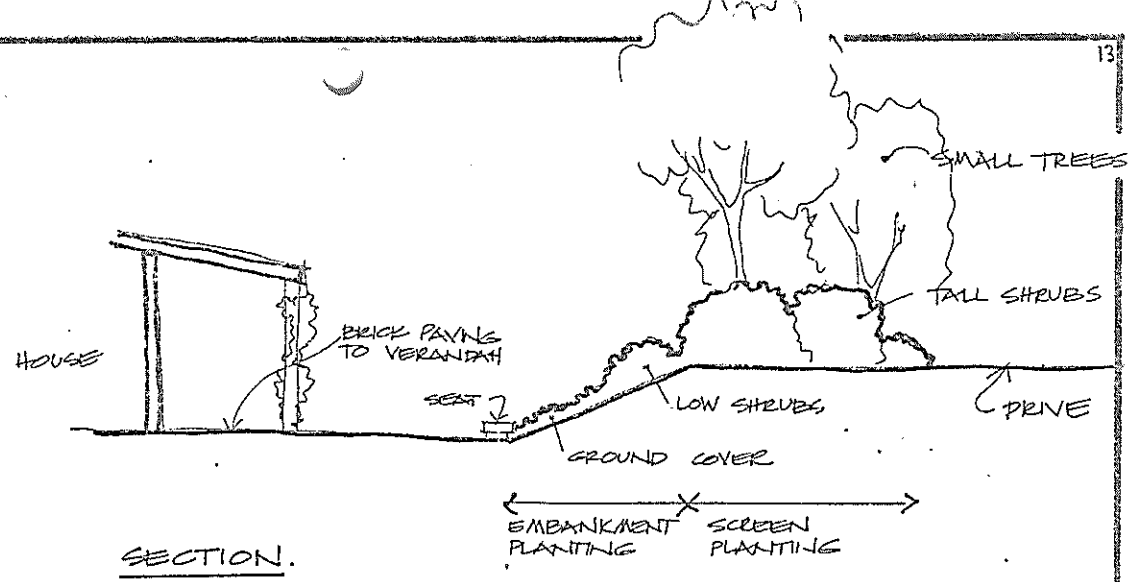 13
SMALL TREES
TALL SHRUBS
HOUSE
BRICK PAVING
TO VERANDAH
SEAT
LOW SHRUBS
DRIVE
GROUND COVER
EMBANKMENT
PLANTING
SCREEN
PLANTING
SECTION.